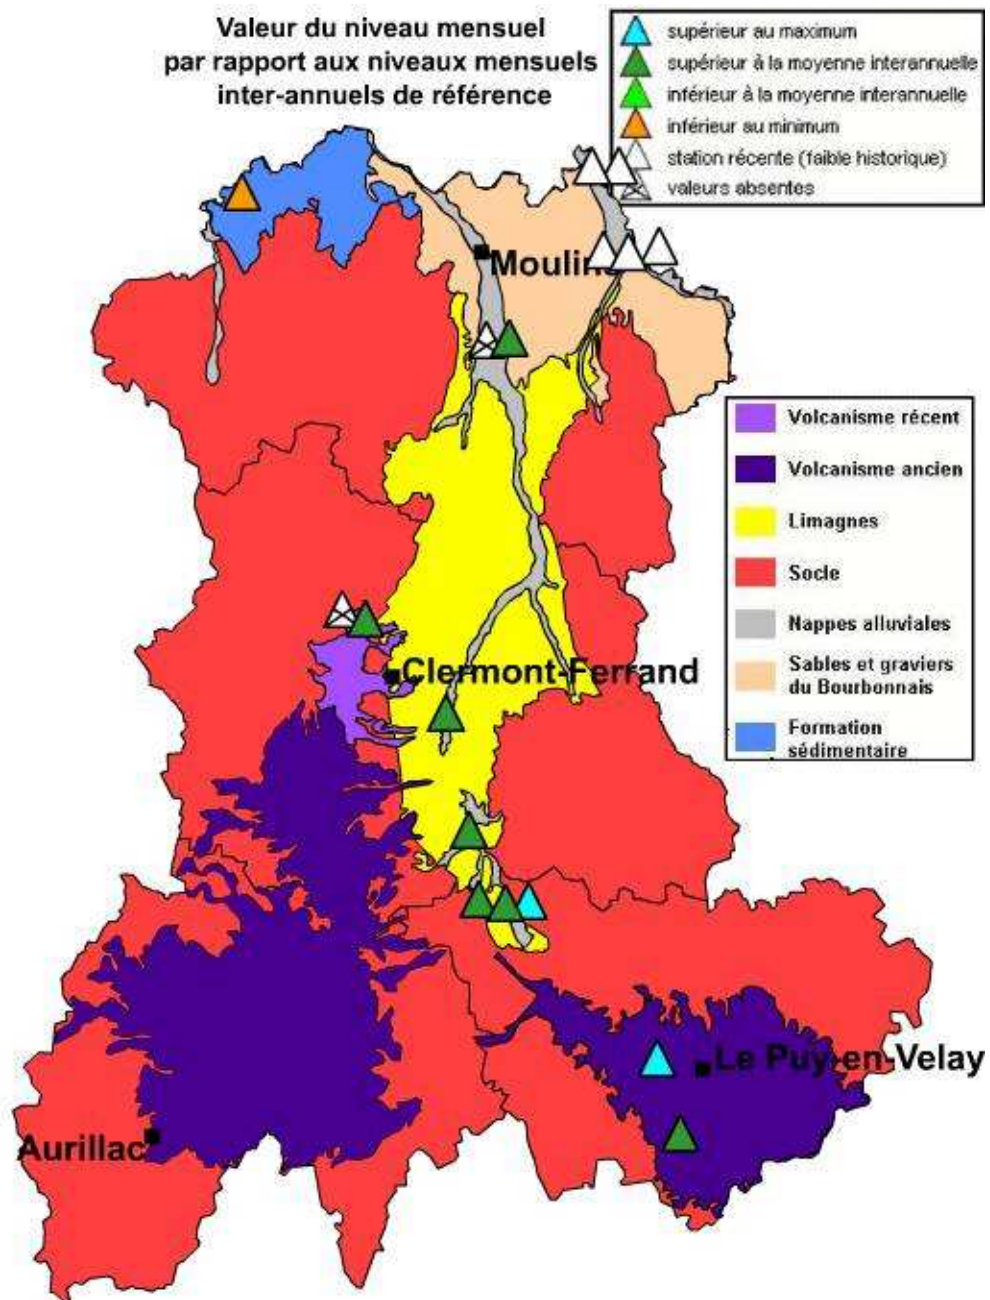 Valeur du niveau mensuel
par rapport aux niveaux mensuels
inter-annuels de référence
supérieur au maximum
supérieur à la moyenne interannuelle
inférieur à la moyenne interannuelle
inférieur au minimum
station récente (faible historique)
valeurs absentes
Moulins
Volcanisme récent
Volcanisme ancien
Limagnes
Socle
Nappes alluviales
Sables et graviers
du Bourbonnais
Formation
sédimentaire
Clermont-Ferrand
Le Puy-en-Velay
Aurillac